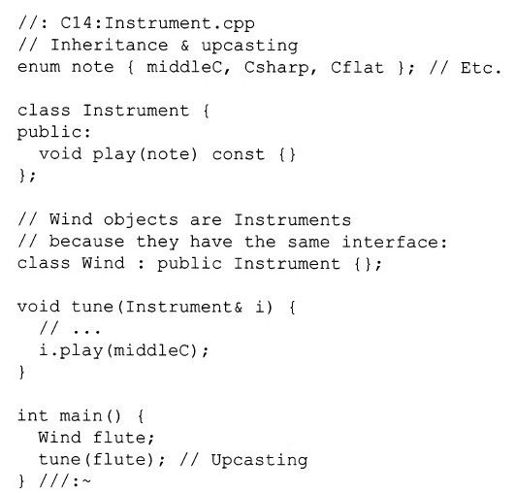 //: C14:Instrument.cpp
// Inheritance & upcasting
enum note { middleC, Csharp, Cflat }; // Etc.

class Instrument {
public:
  void play(note) const {}
};

// Wind objects are Instruments
// because they have the same interface:
class Wind : public Instrument {};

void tune(Instrument& i) {
  // ...
  i.play(middleC);
}

int main() {
  Wind flute;
  tune(flute); // Upcasting
} ///:~